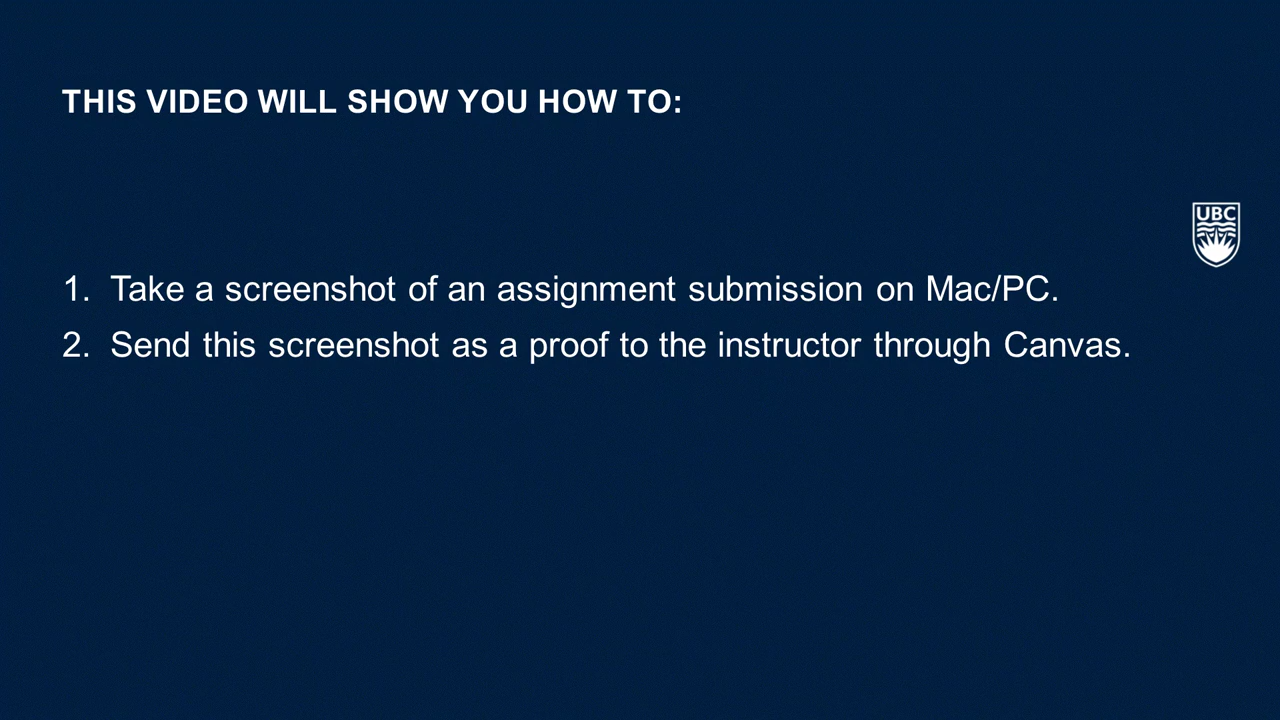 THIS VIDEO WILL SHOW YOU HOW TO:
UBC
1. Take a screenshot of an assignment submission on Mac/PC.
2. Send this screenshot as a proof to the instructor through Canvas.